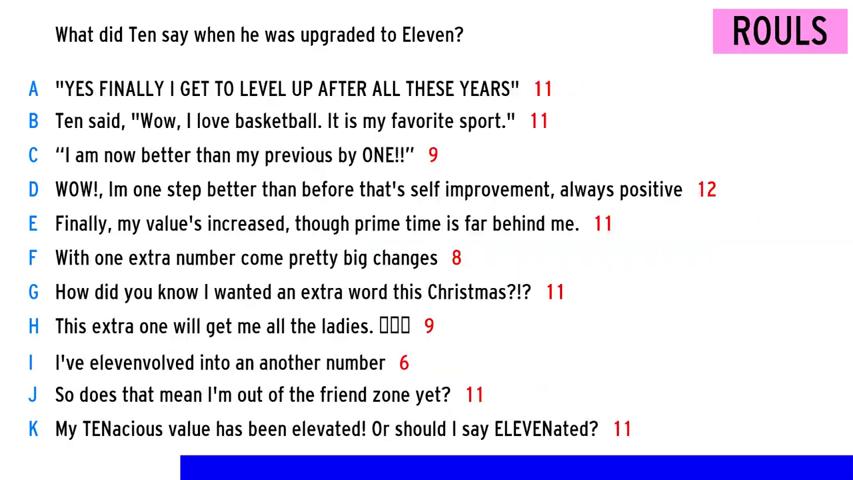 What did Ten say when he was upgraded to Eleven?
ROULS
A "YES FINALLY I GET TO LEVEL UP AFTER ALL THESE YEARS" 11
B Ten said, "Wow, I love basketball. It is my favorite sport." 11
C “I am now better than my previous by ONE!!” 9
D WOW!, Im one step better than before that's self improvement, always positive 12
E Finally, my value's increased, though prime time is far behind me. 11
F With one extra number come pretty big changes 8
G How did you know I wanted an extra word this Christmas?!? 11
H This extra one will get me all the ladies. 9
I I've elevenvolved into an another number 6
J So does that mean I'm out of the friend zone yet? 11
K My TENacious value has been elevated! Or should I say ELEVENated? 11